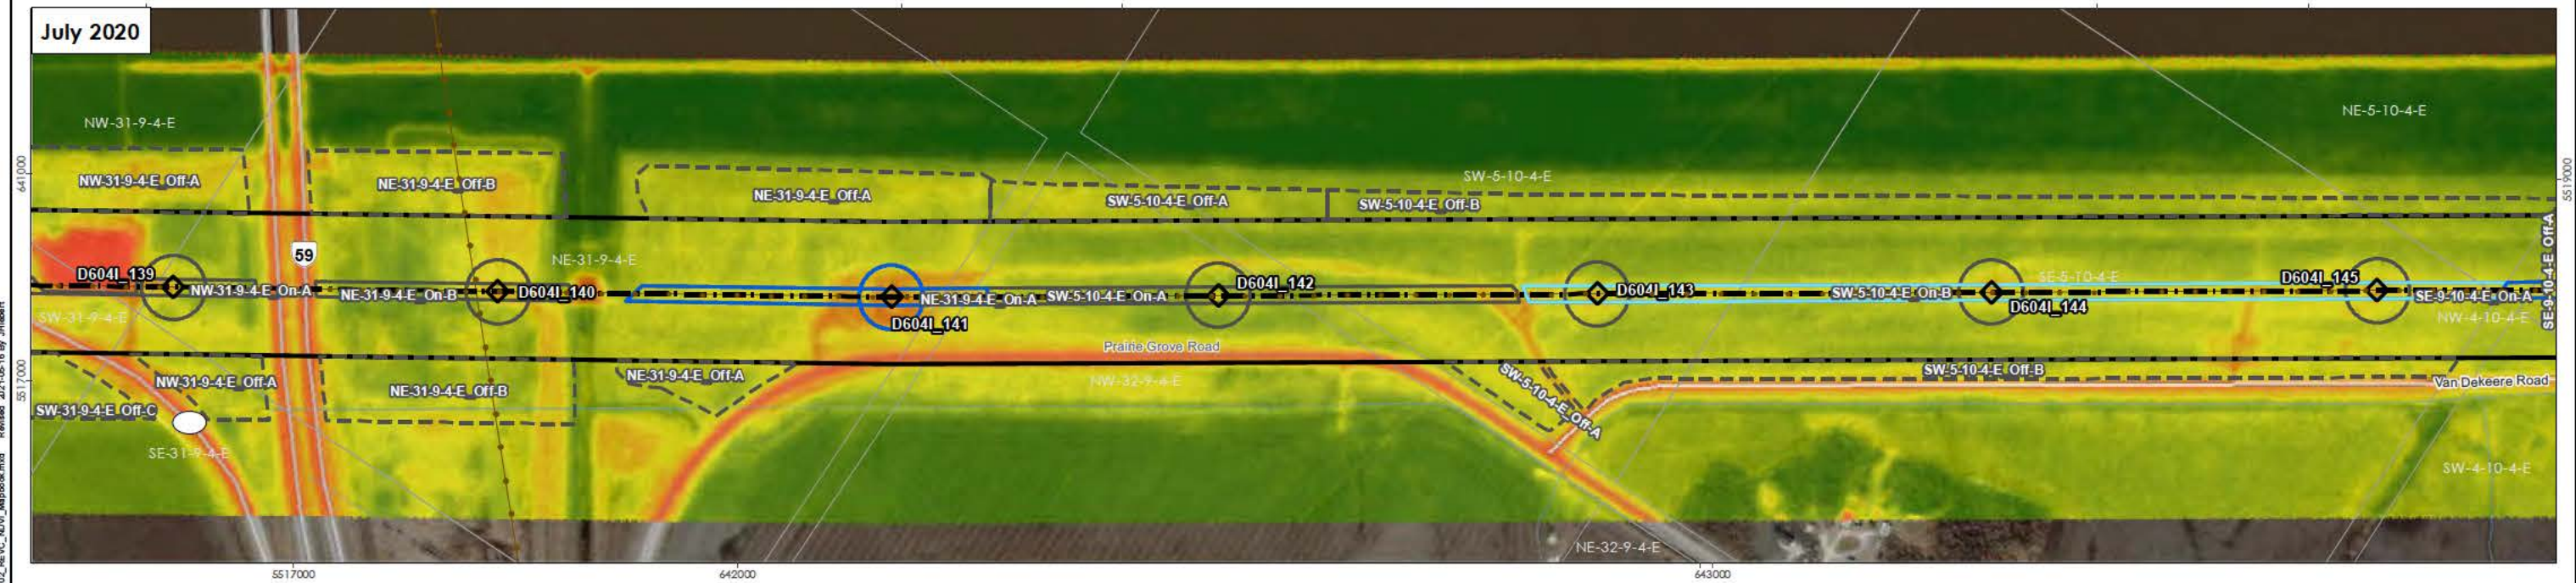 July 2020
NW-31-9-4-E
NE-5-10-4-E
641000
5519000
NW-31-9-4-E_Off-A
NE-31-9-4-E_Off-B
NE-31-9-4-E_Off-A
SW-5-10-4-E
SW-5-10-4-E_Off-A
SW-5-10-4-E_Off-B
59
NE-31-9-4-E
D604I_139
NW-31-9-4-E_On-A
NE-31-9-4-E_On-B
D604I_140
NE-31-9-4-E_On-A
D604I_141
SW-5-10-4-E_On-A
D604I_142
D604I_143
SW-5-10-4-E_On-B
SE-5-10-4-E
D604I_144
D604I_145
SE-9-10-4-E_On-A
SE-9-10-4-E_Off-A
NW-4-10-4-E
SW-31-9-4-E
Prairie Grove Road
5517000
NW-31-9-4-E_Off-A
NE-31-9-4-E_Off-B
NE-31-9-4-E_Off-A
NW-32-9-4-E
SW-5-10-4-E_Off-A
SW-5-10-4-E_Off-B
Van Dekeere Road
SW-31-9-4-E_Off-C
SE-31-9-4-E
SW-4-10-4-E
NE-32-9-4-E
5517000
642000
643000